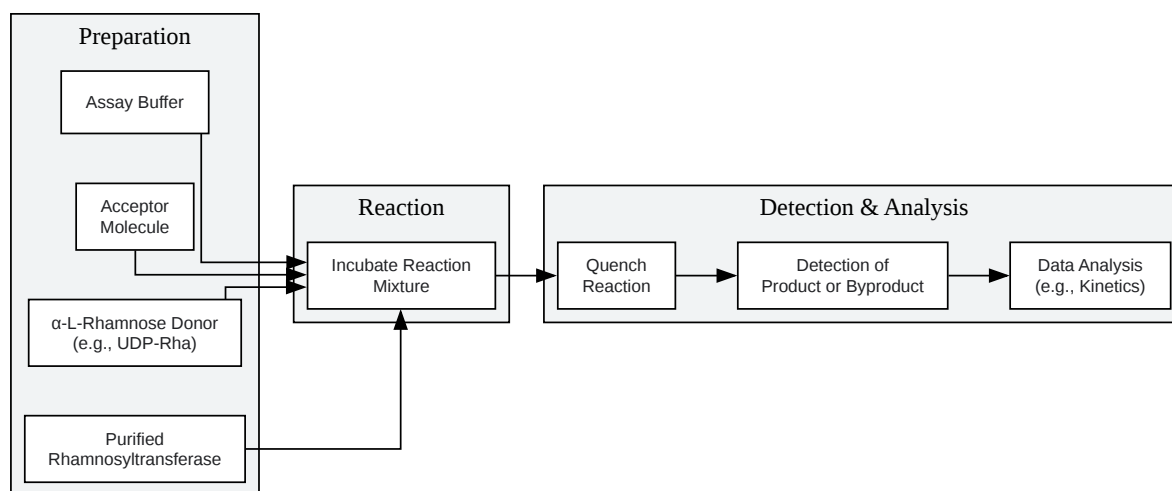 Preparation
Assay Buffer
Acceptor
Molecule
α-L-Rhamnose Donor
(e.g., UDP-Rha)
Purified
Rhamnosyltransferase
Reaction
Incubate Reaction
Mixture
Detection & Analysis
Quench
Reaction
Detection of
Product or Byproduct
Data Analysis
(e.g., Kinetics)